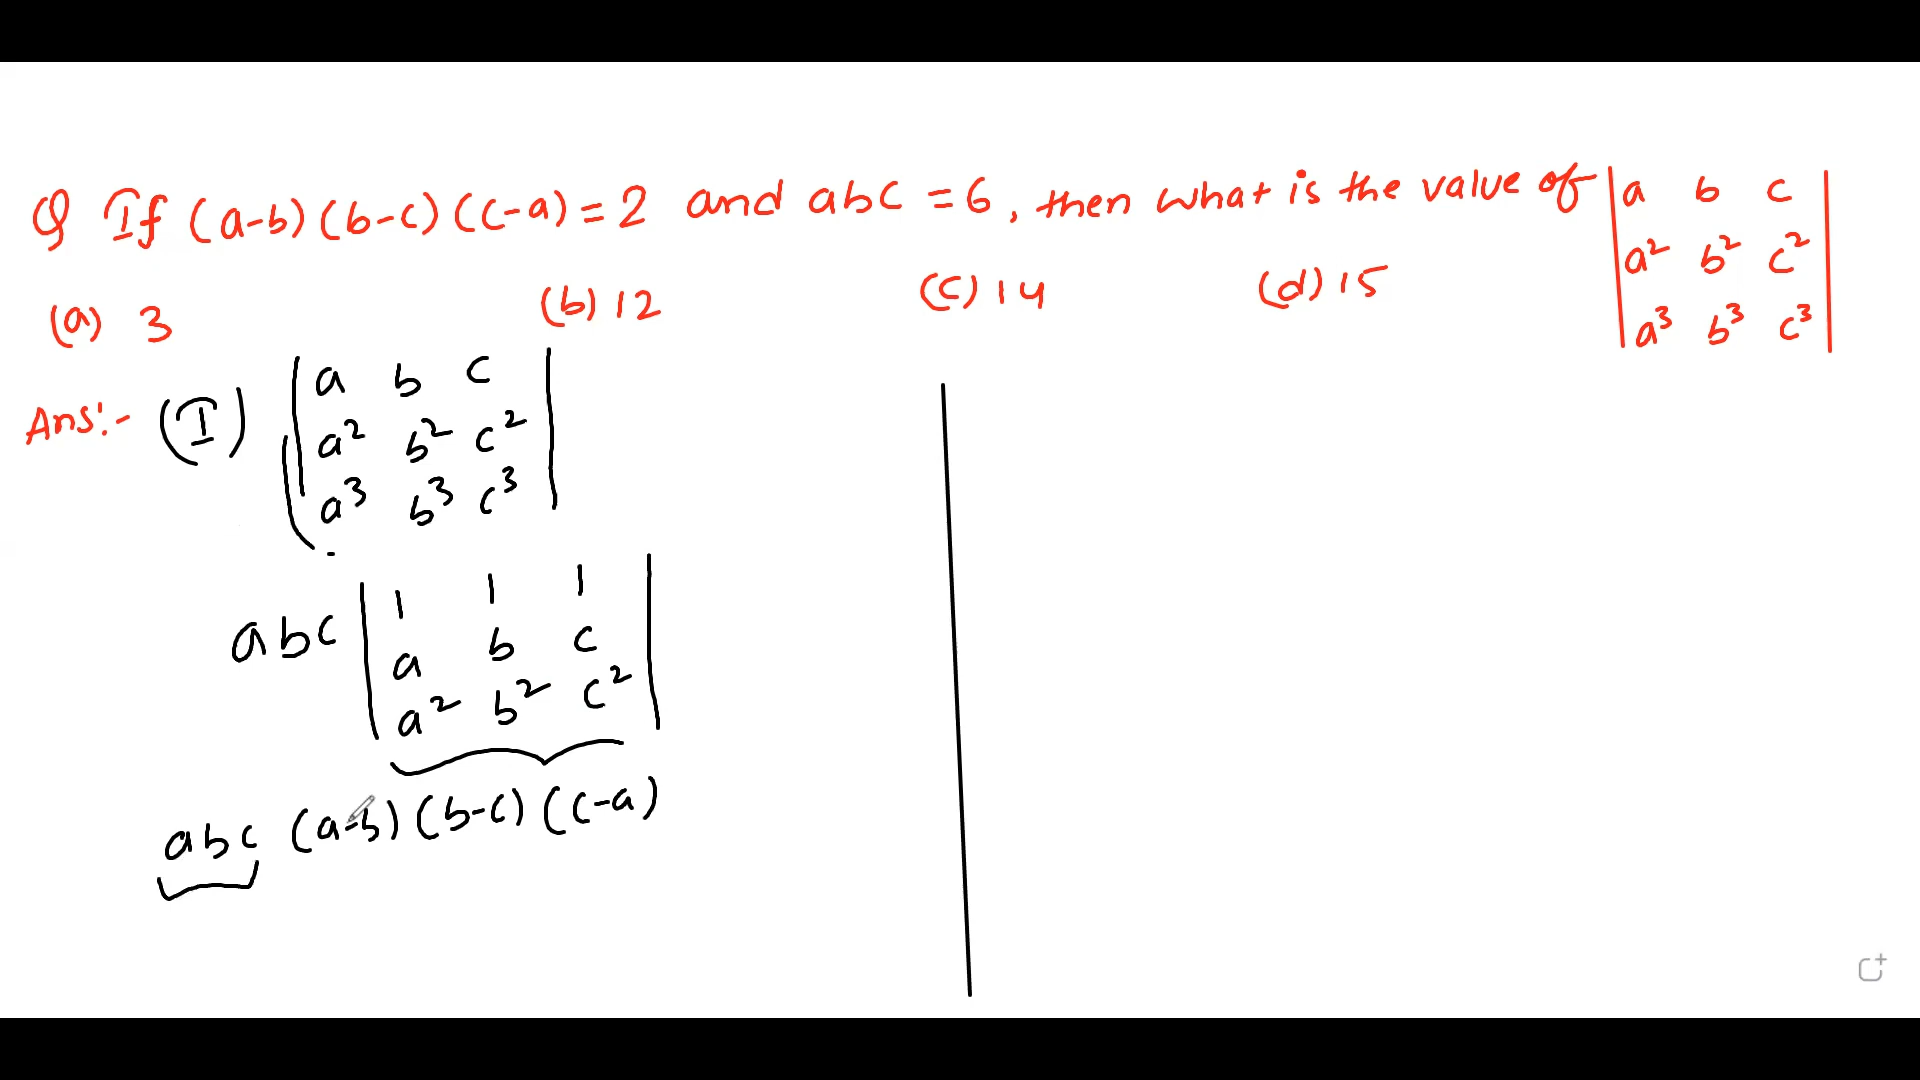 Q If (a-b)(b-c)(c-a)=2 and abc=6, then what is the value of |a b c|
|a² b² c²|
|a³ b³ c³|
(a) 3 (b) 12 (c) 14 (d) 15
Ans:- (I) |a b c|
|a² b² c²|
|a³ b³ c³|
abc |1 1 1|
|a b c|
|a² b² c²|
abc (a-b)(b-c)(c-a)